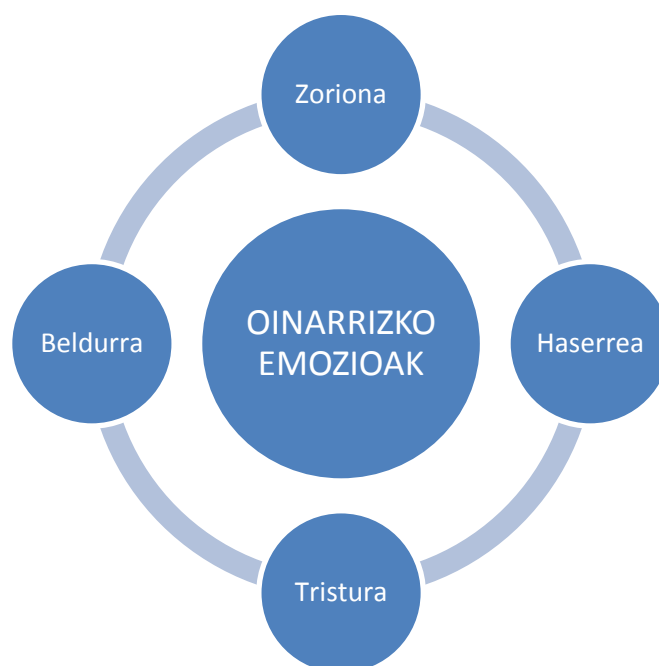 Zoriona
OINARRIZKO
EMOZIOAK
Beldurra
Haserrea
Tristura